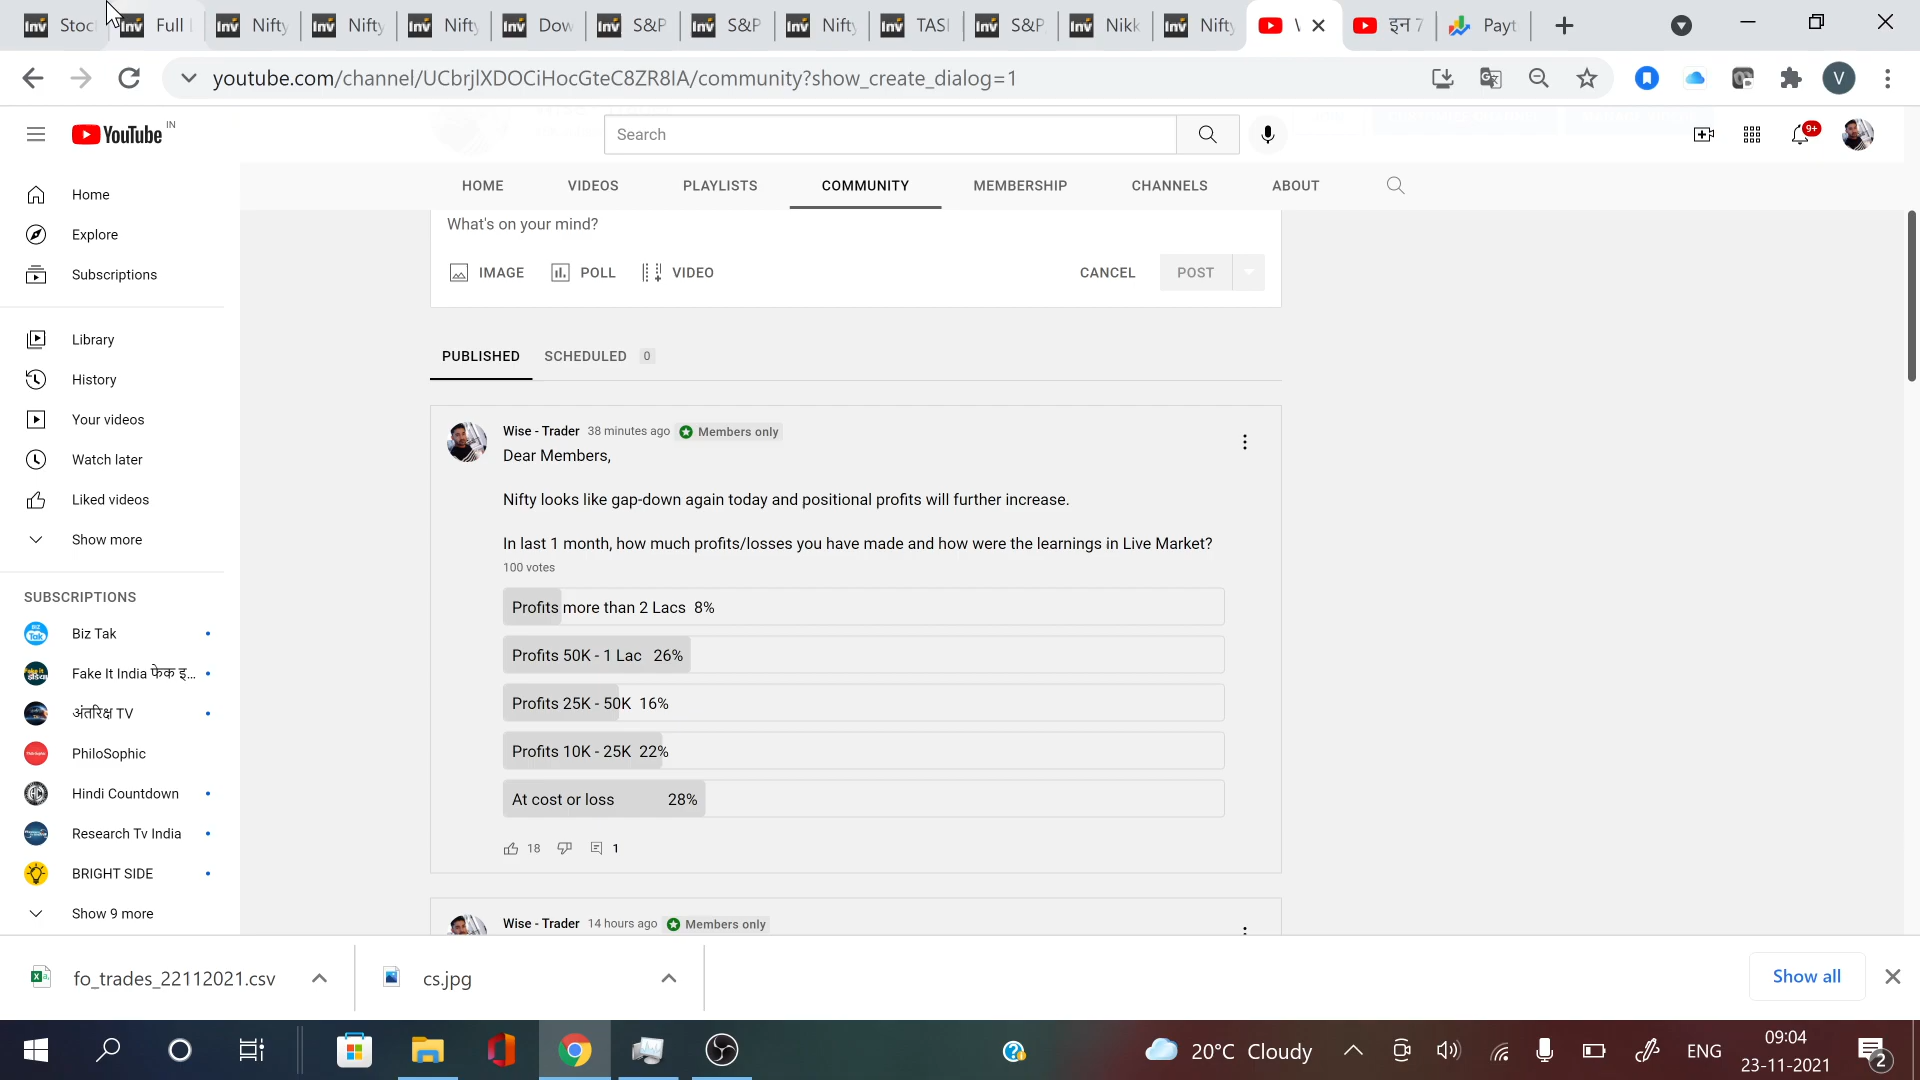 Stoc
Full
Nifty
Nifty
Nifty
Dow
S&P
S&P
Nifty
TASI
S&P
Nikk
Nifty
इन 7
Payt
youtube.com/channel/UCbrjlXDOCiHocGteC8ZR8IA/community?show_create_dialog=1
V
YouTube IN
Search
9+
HOME
VIDEOS
PLAYLISTS
COMMUNITY
MEMBERSHIP
CHANNELS
ABOUT
Home
Explore
Subscriptions
Library
History
Your videos
Watch later
Liked videos
Show more
SUBSCRIPTIONS
Biz Tak
Fake It India फेक इ...
अंतरिक्ष TV
PhiloSophic
Hindi Countdown
Research Tv India
BRIGHT SIDE
Show 9 more
What's on your mind?
IMAGE
POLL
VIDEO
CANCEL
POST
PUBLISHED
SCHEDULED 0
Wise - Trader 38 minutes ago Members only
Dear Members,
Nifty looks like gap-down again today and positional profits will further increase.
In last 1 month, how much profits/losses you have made and how were the learnings in Live Market?
100 votes
Profits more than 2 Lacs 8%
Profits 50K - 1 Lac 26%
Profits 25K - 50K 16%
Profits 10K - 25K 22%
At cost or loss 28%
18
1
Wise - Trader 14 hours ago Members only
fo_trades_22112021.csv
cs.jpg
Show all
20°C Cloudy
ENG
09:04
23-11-2021
2